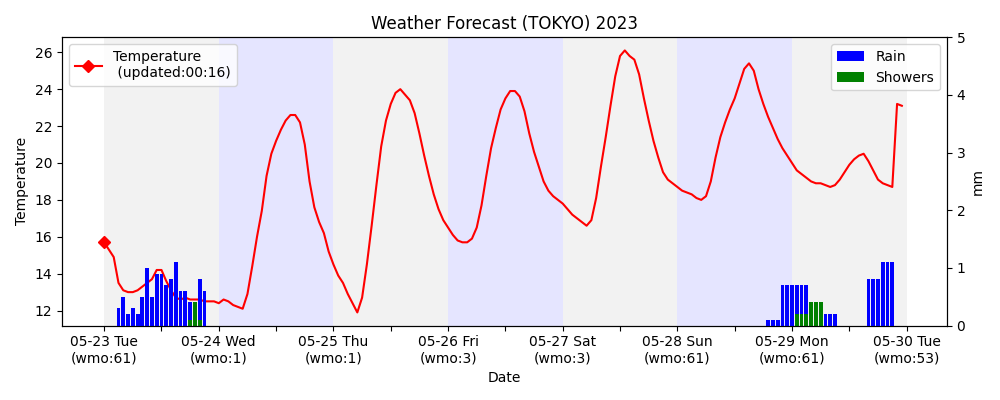 Weather Forecast (TOKYO) 2023
Temperature
(updated:00:16)
Rain
Showers
26
24
22
20
18
16
14
12
Temperature
5
4
3
2
1
0
mm
05-23 Tue 05-24 Wed 05-25 Thu 05-26 Fri 05-27 Sat 05-28 Sun 05-29 Mon 05-30 Tue
(wmo:61) (wmo:1) (wmo:1) (wmo:3) (wmo:3) (wmo:61) (wmo:61) (wmo:53)
Date